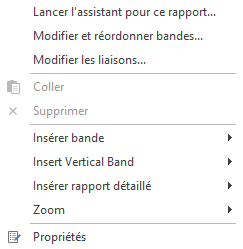 Lancer l'assistant pour ce rapport...
Modifier et réordonner bandes...
Modifier les liaisons...
Coller
Supprimer
Insérer bande
Insert Vertical Band
Insérer rapport détaillé
Zoom
Propriétés